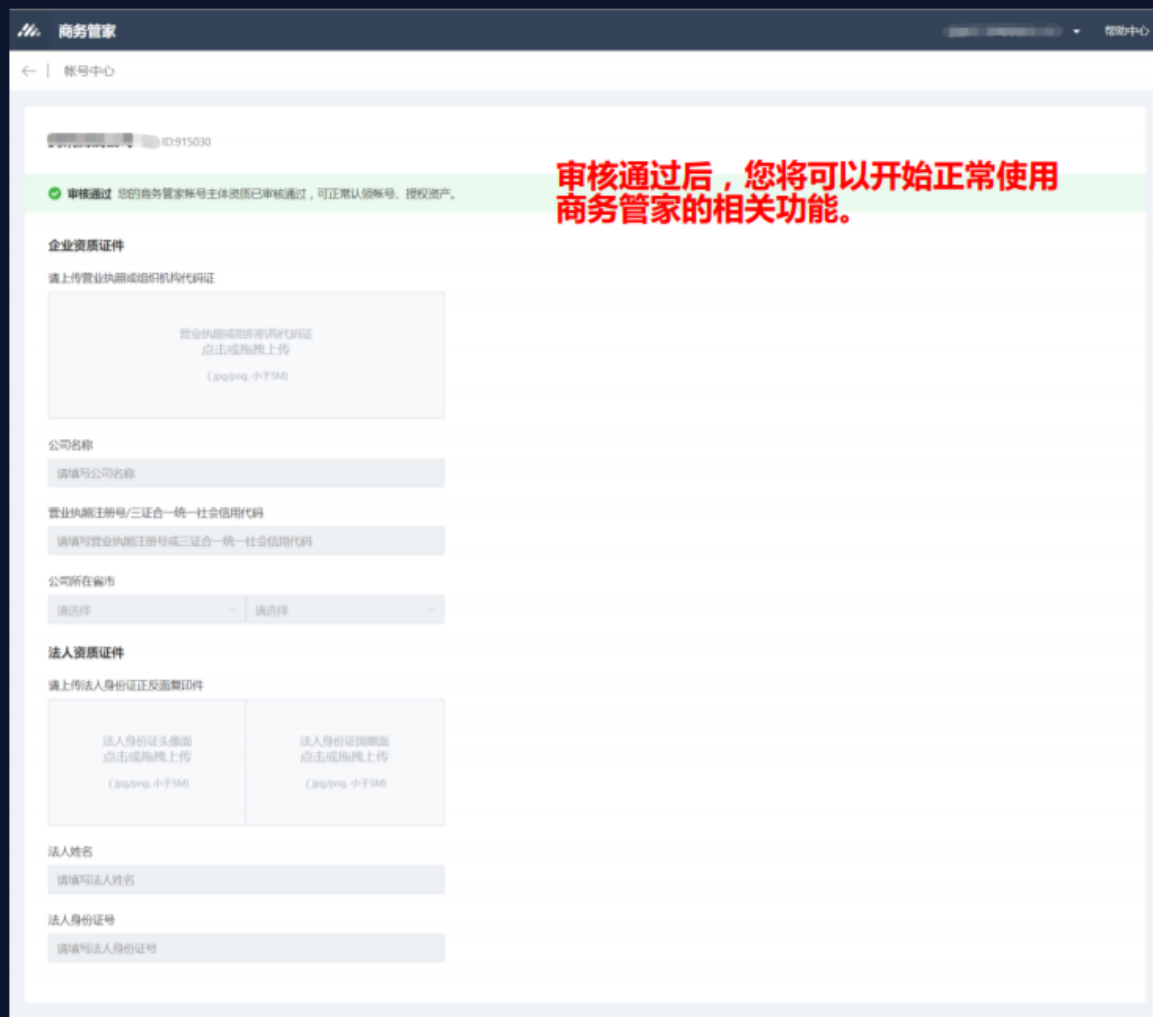 商务管家
帮助中心
帐号中心
ID:915030
审核通过 您的商务管家帐号主体资质已审核通过，可正常认领帐号、授权资产。
审核通过后，您将可以开始正常使用
商务管家的相关功能。
企业资质证件
请上传营业执照或组织机构代码证
营业执照或组织机构代码证
点击或拖拽上传
( jpg/png, 小于5M)
公司名称
请填写公司名称
营业执照注册号/三证合一统一社会信用代码
请填写营业执照注册号或三证合一统一社会信用代码
公司所在省市
请选择
请选择
法人资质证件
请上传法人身份证正反面复印件
法人身份证头像面
点击或拖拽上传
( jpg/png, 小于5M)
法人身份证国徽面
点击或拖拽上传
( jpg/png, 小于5M)
法人姓名
请填写法人姓名
法人身份证号
请填写法人身份证号